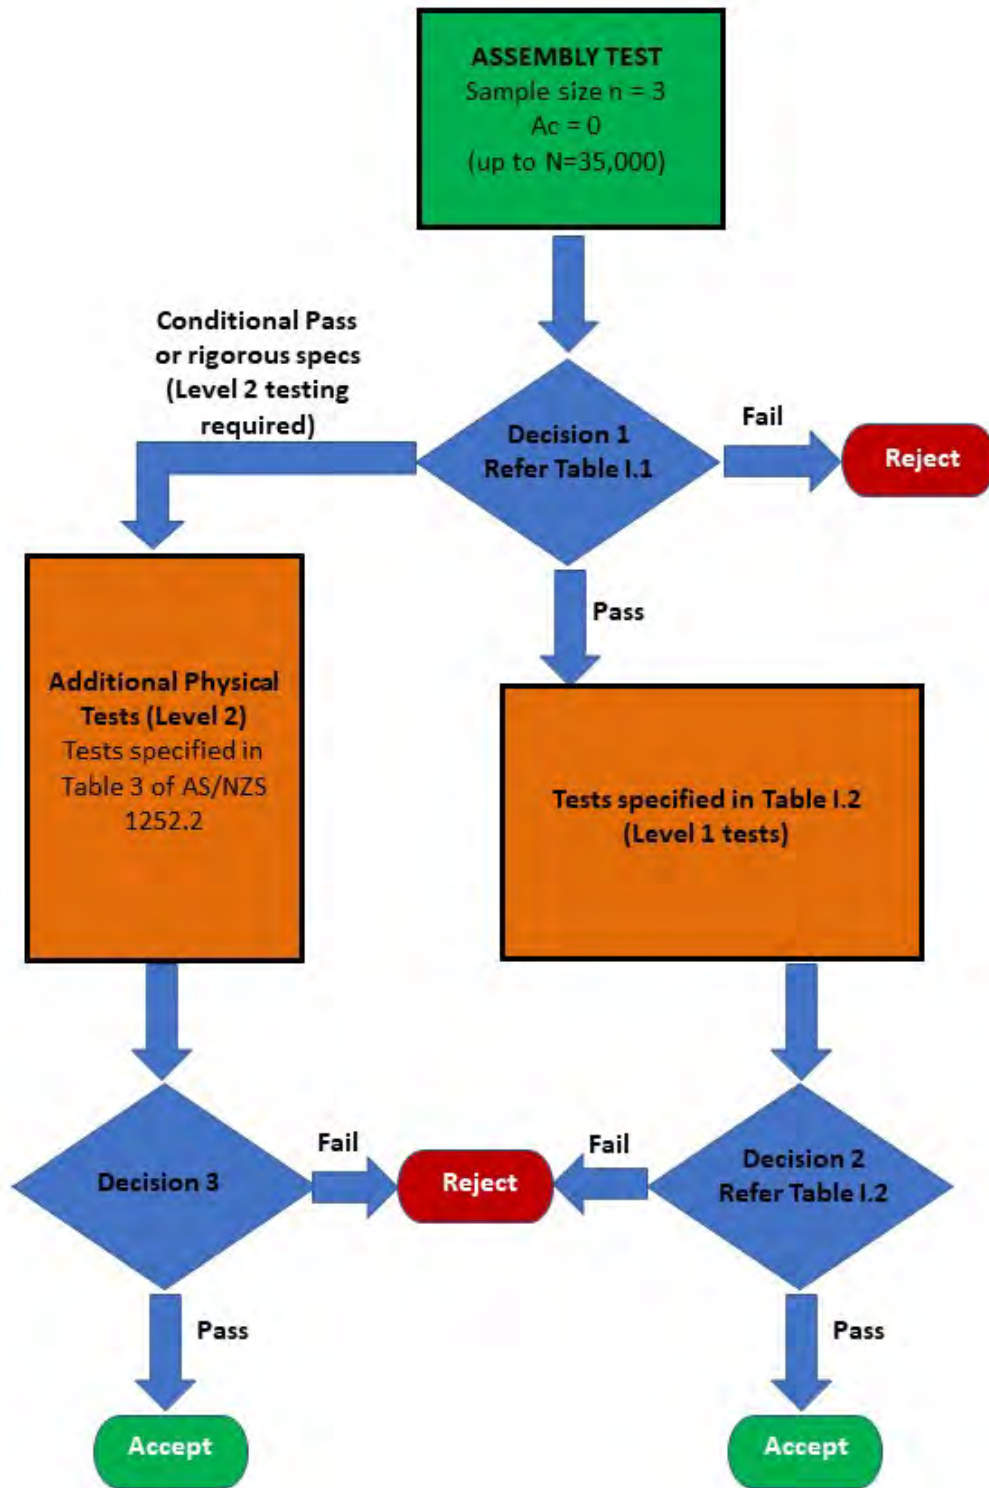 ASSEMBLY TEST
Sample size n = 3
Ac = 0
(up to N=35,000)
Conditional Pass
or rigorous specs
(Level 2 testing
required)
Decision 1
Refer Table I.1
Fail
Reject
Pass
Additional Physical
Tests (Level 2)
Tests specified in
Table 3 of AS/NZS
1252.2
Tests specified in Table I.2
(Level 1 tests)
Decision 3
Fail
Reject
Fail
Decision 2
Refer Table I.2
Pass
Pass
Accept
Accept